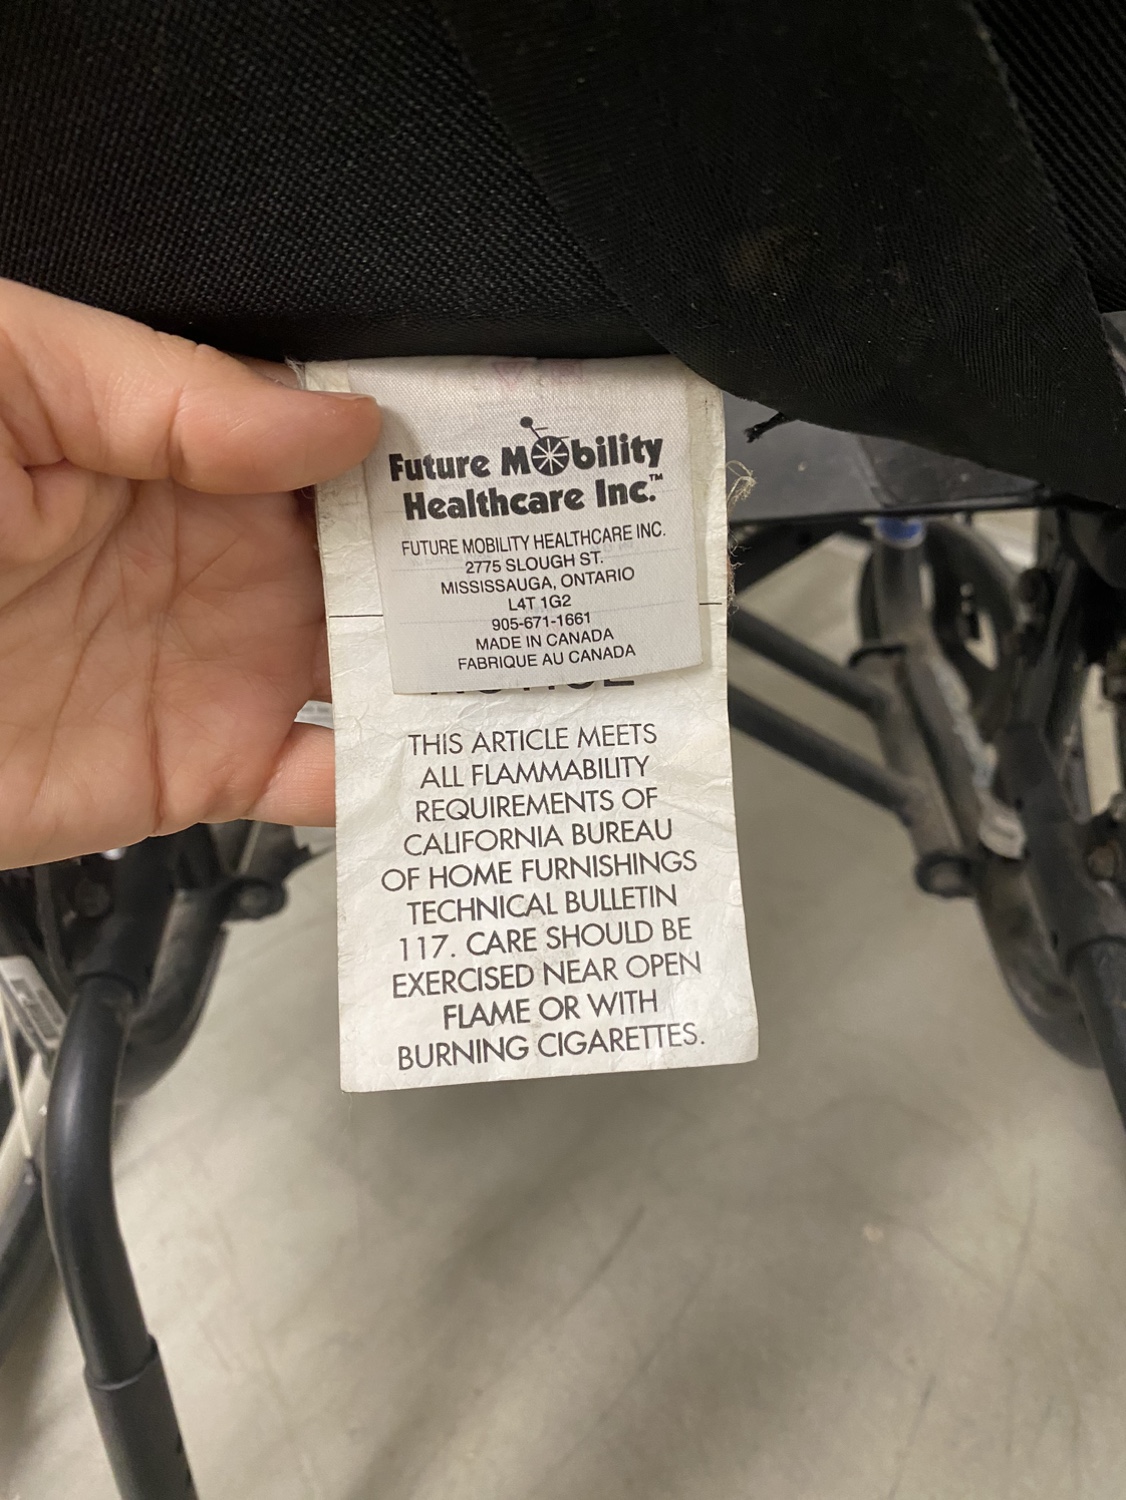 Future Mobility
Healthcare Inc.™
FUTURE MOBILITY HEALTHCARE INC.
2775 SLOUGH ST.
MISSISSAUGA, ONTARIO
L4T 1G2
905-671-1661
MADE IN CANADA
FABRIQUE AU CANADA
THIS ARTICLE MEETS
ALL FLAMMABILITY
REQUIREMENTS OF
CALIFORNIA BUREAU
OF HOME FURNISHINGS
TECHNICAL BULLETIN
117. CARE SHOULD BE
EXERCISED NEAR OPEN
FLAME OR WITH
BURNING CIGARETTES.